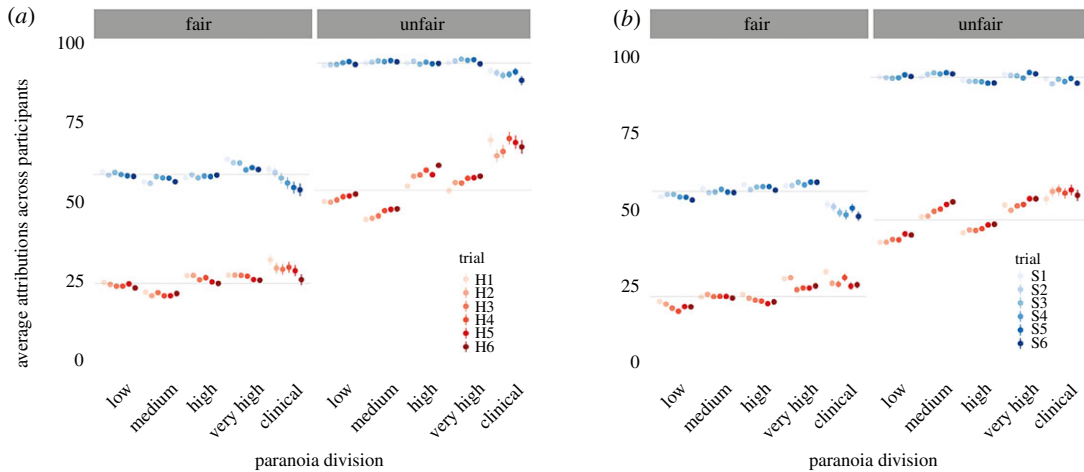 (a)
fair
unfair
average attributions across participants
100
75
50
25
0
trial
H1
H2
H3
H4
H5
H6
low
medium
high
very high
clinical
low
medium
high
very high
clinical
paranoia division
(b)
fair
unfair
100
75
50
25
0
trial
S1
S2
S3
S4
S5
S6
low
medium
high
very high
clinical
low
medium
high
very high
clinical
paranoia division